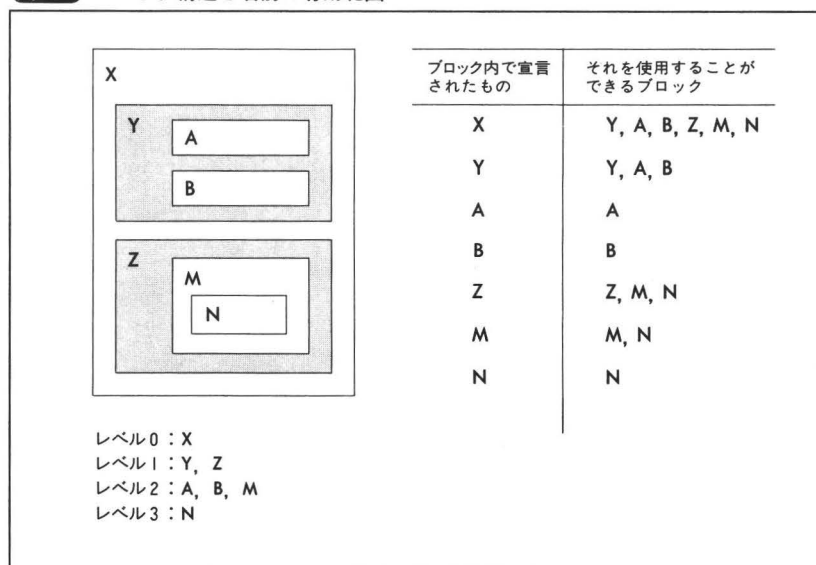 X
Y
A
B
Z
M
N
レベル0：X
レベル1：Y, Z
レベル2：A, B, M
レベル3：N
ブロック内で宣言
されたもの
それを使用することが
できるブロック
X Y, A, B, Z, M, N
Y Y, A, B
A A
B B
Z Z, M, N
M M, N
N N